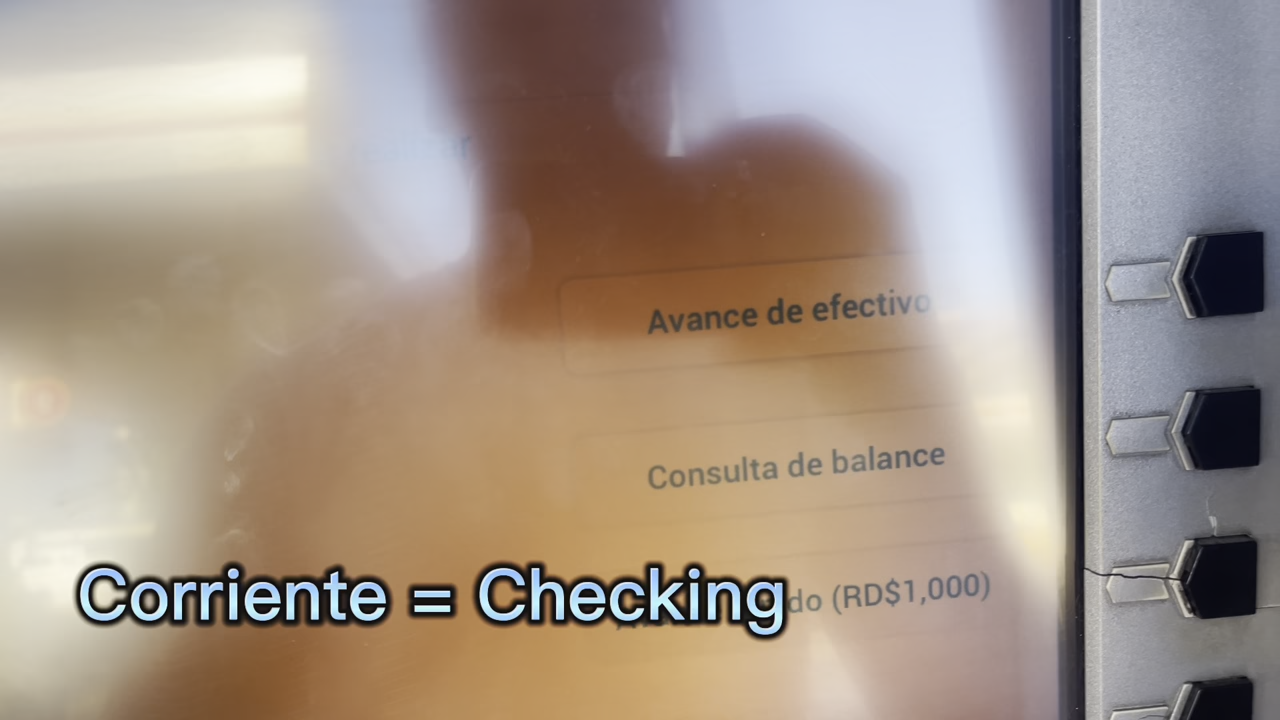 Avance de efectivo
Consulta de balance
do (RD$1,000)
Corriente = Checking